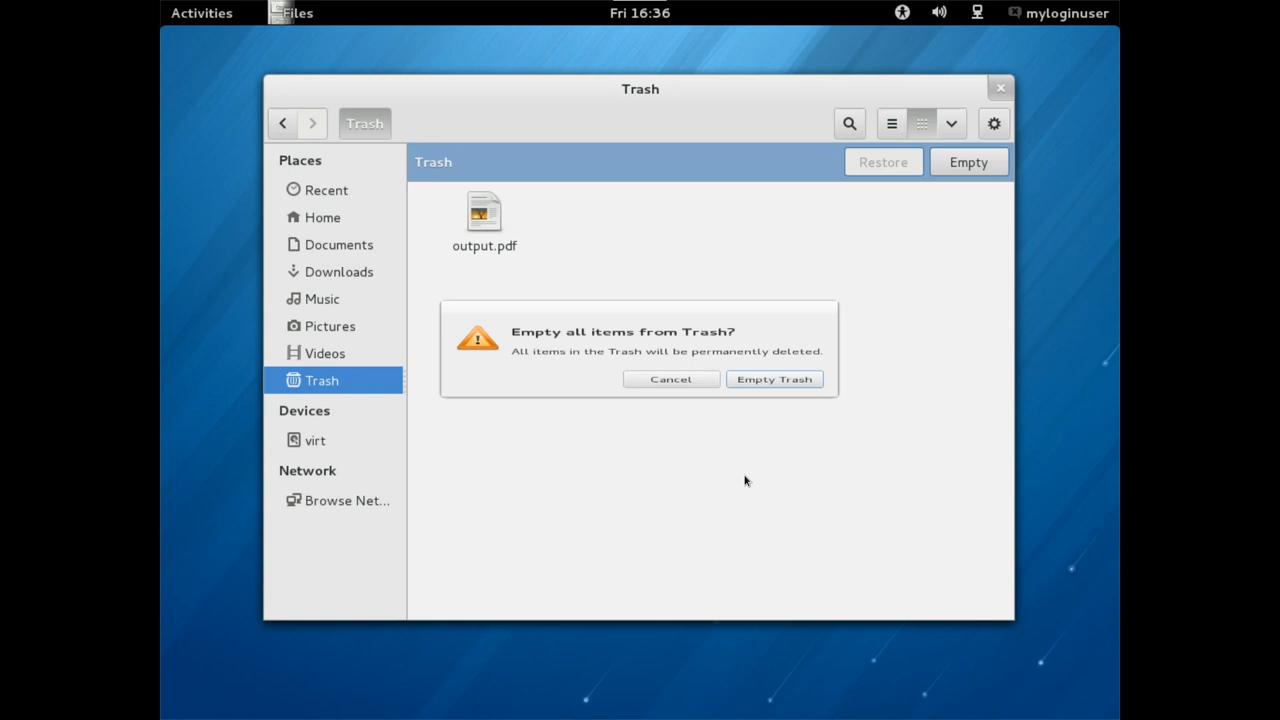 Activities Files Fri 16:36 myloginuser
Trash
Trash
Places
Recent
Home
Documents
Downloads
Music
Pictures
Videos
Trash
Devices
virt
Network
Browse Net...
Trash Restore Empty
output.pdf
Empty all items from Trash?
All items in the Trash will be permanently deleted.
Cancel Empty Trash